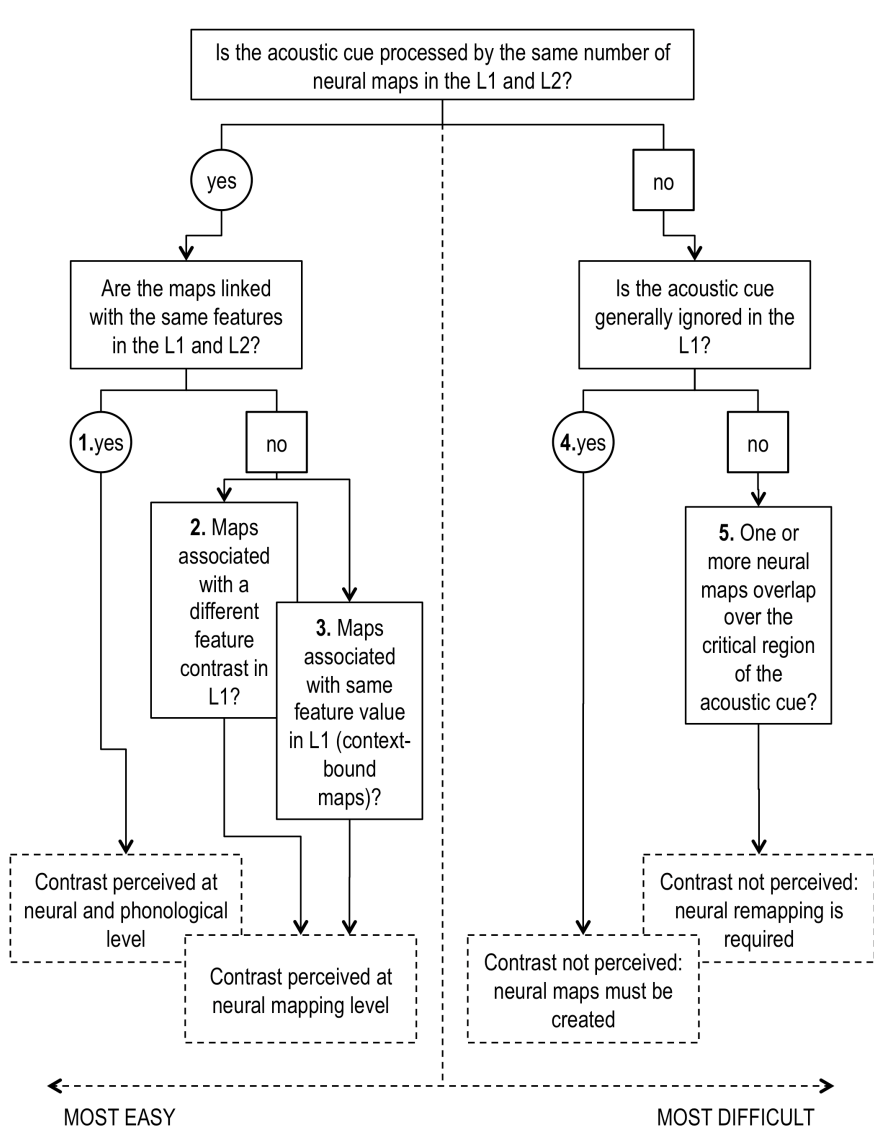 Is the acoustic cue processed by the same number of
neural maps in the L1 and L2?
yes
no
Are the maps linked
with the same features
in the L1 and L2?
Is the acoustic cue
generally ignored in the
L1?
1.yes
no
4.yes
no
2. Maps
associated
with a
different
feature
contrast in
L1?
3. Maps
associated
with same
feature value
in L1 (context-
bound
maps)?
5. One or
more neural
maps overlap
over the
critical region
of the
acoustic cue?
Contrast perceived at
neural and phonological
level
Contrast perceived at
neural mapping level
Contrast not perceived:
neural maps must be
created
Contrast not perceived:
neural remapping is
required
MOST EASY
MOST DIFFICULT